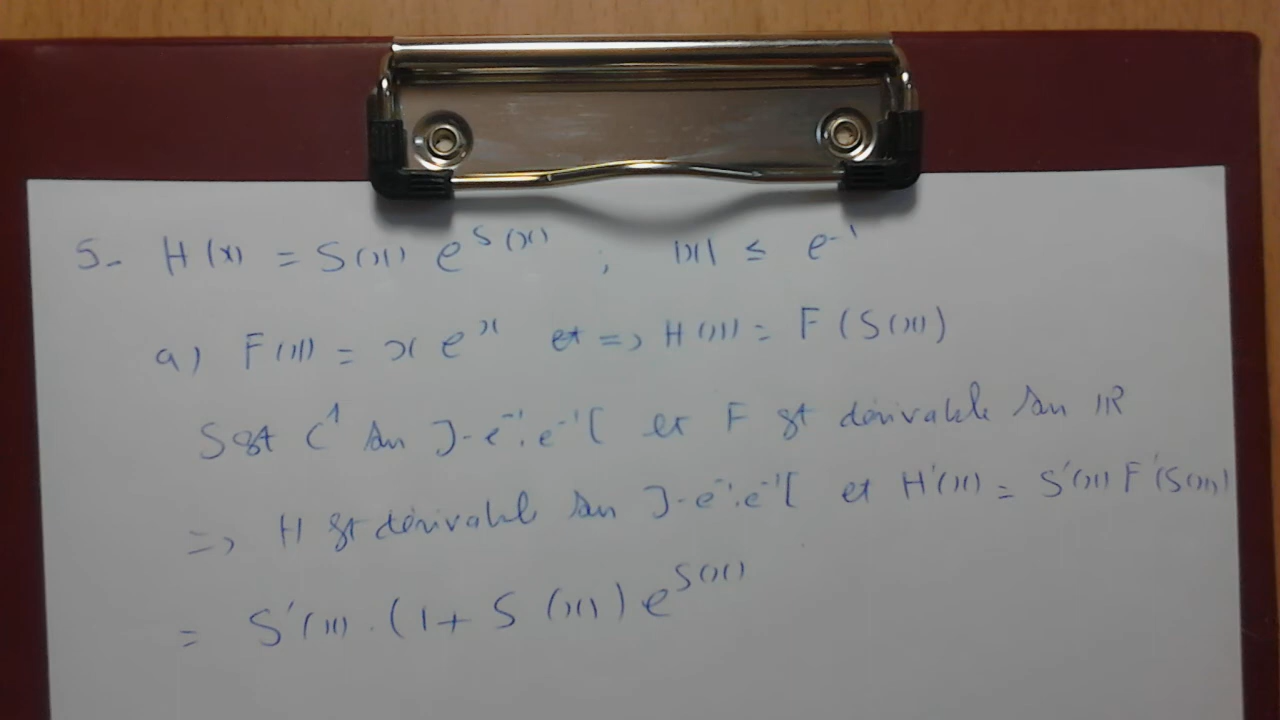 5- H(x) = S(x) e^S(x) ; |x| ≤ e^-1
a) F(x) = x e^x et => H(x) = F(S(x))
S est C^1 sur ]-e^-1; e^-1[ et F est dérivable sur IR
=> H est dérivable sur ]-e^-1; e^-1[ et H'(x) = S'(x) F'(S(x))
= S'(x) . (1 + S(x)) e^S(x)